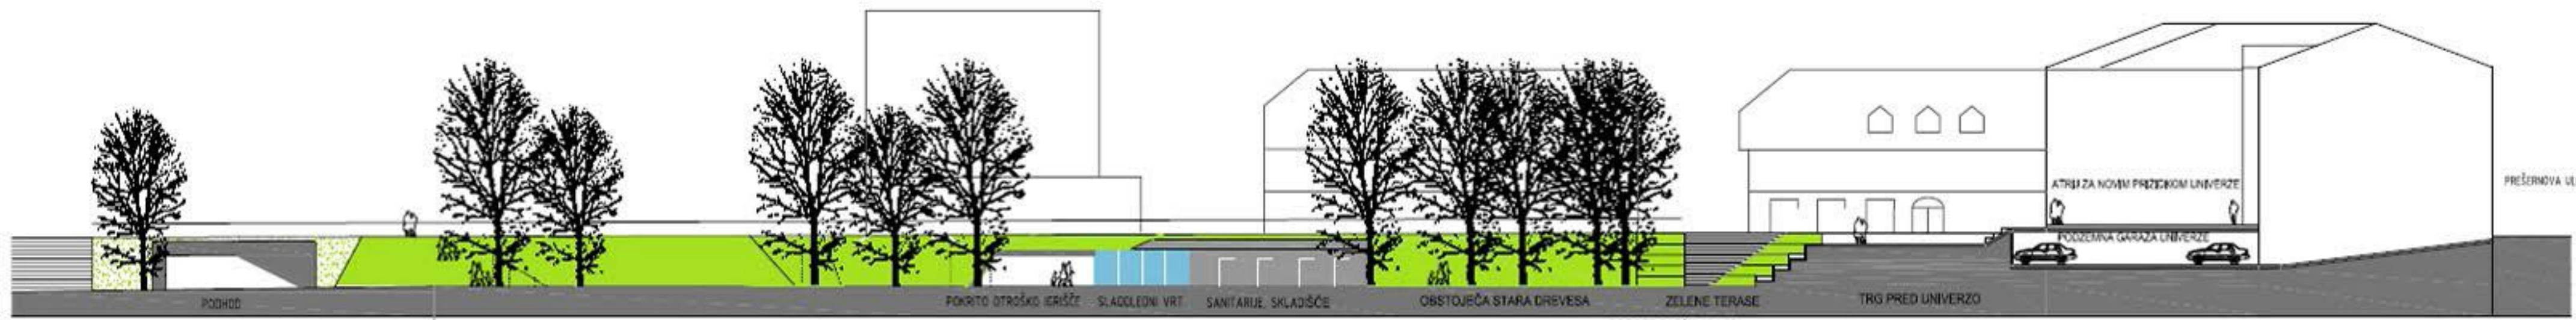 ATRIJ ZA NOVIM PRIZIDKOM UNIVERZE
PREŠERNOVA UL
PODZEMNA GARAŽA UNIVERZE
PODHOD
POKRITO OTROŠKO IGRIŠČE
SLADOLEDNI VRT
SANITARIJE, SKLADIŠČE
OBSTOJEČA STARA DREVESA
ZELENE TERASE
TRG PRED UNIVERZO